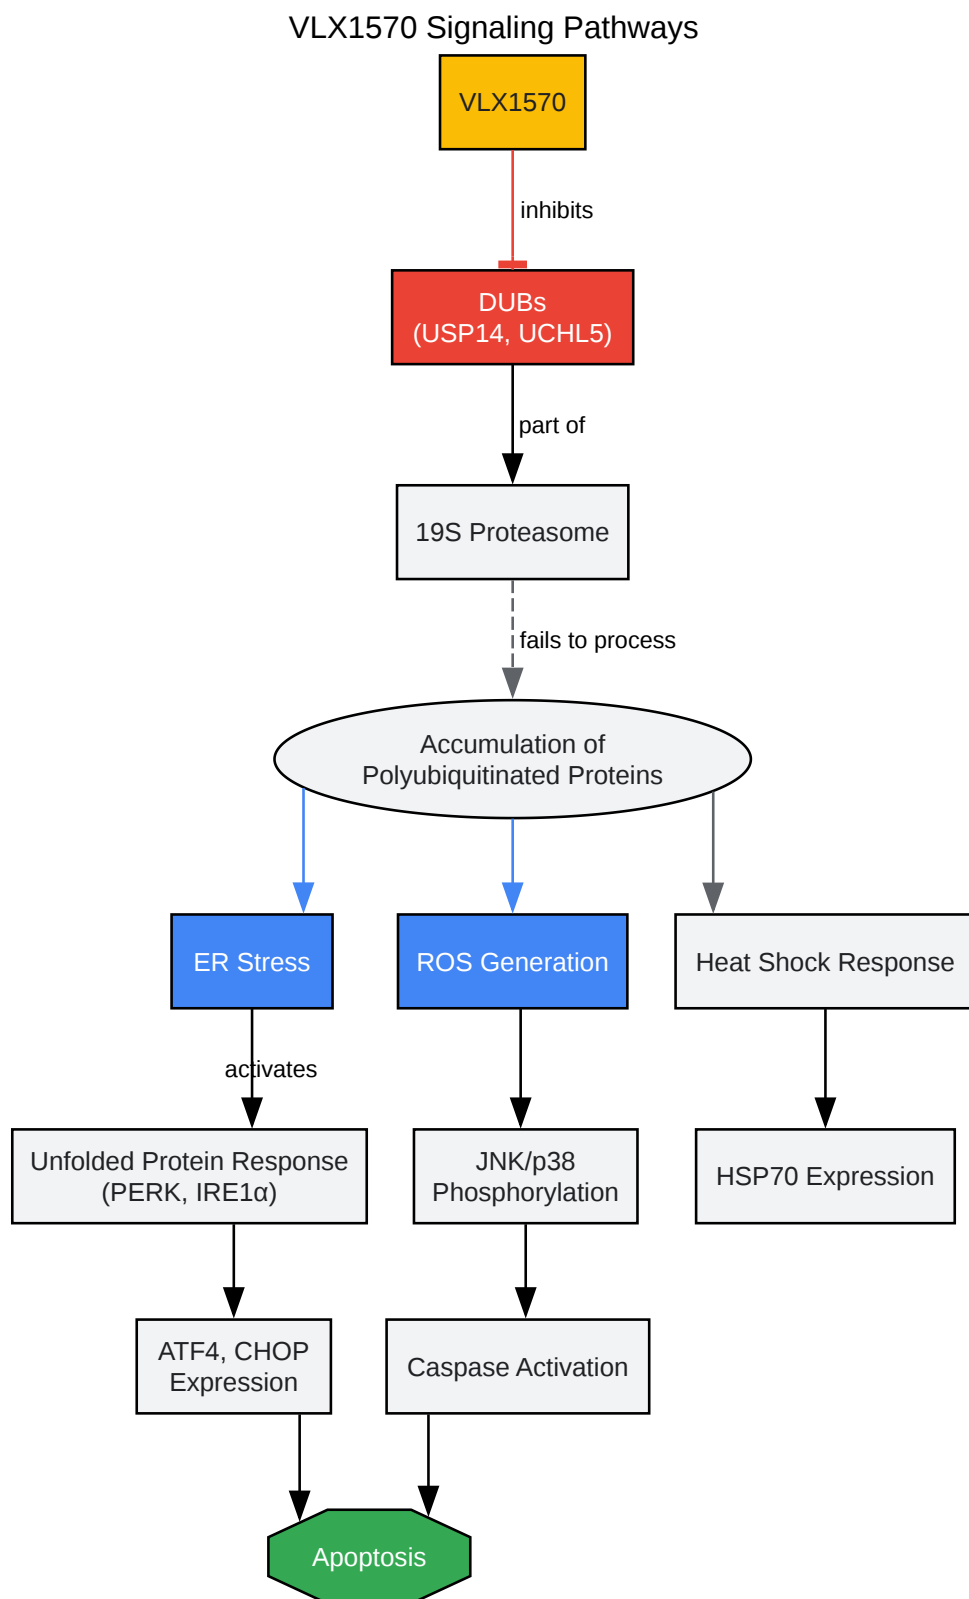 VLX1570 Signaling Pathways
VLX1570
inhibits
DUBs
(USP14, UCHL5)
part of
19S Proteasome
fails to process
Accumulation of
Polyubiquitinated Proteins
ER Stress
ROS Generation
Heat Shock Response
activates
Unfolded Protein Response
(PERK, IRE1α)
JNK/p38
Phosphorylation
HSP70 Expression
ATF4, CHOP
Expression
Caspase Activation
Apoptosis